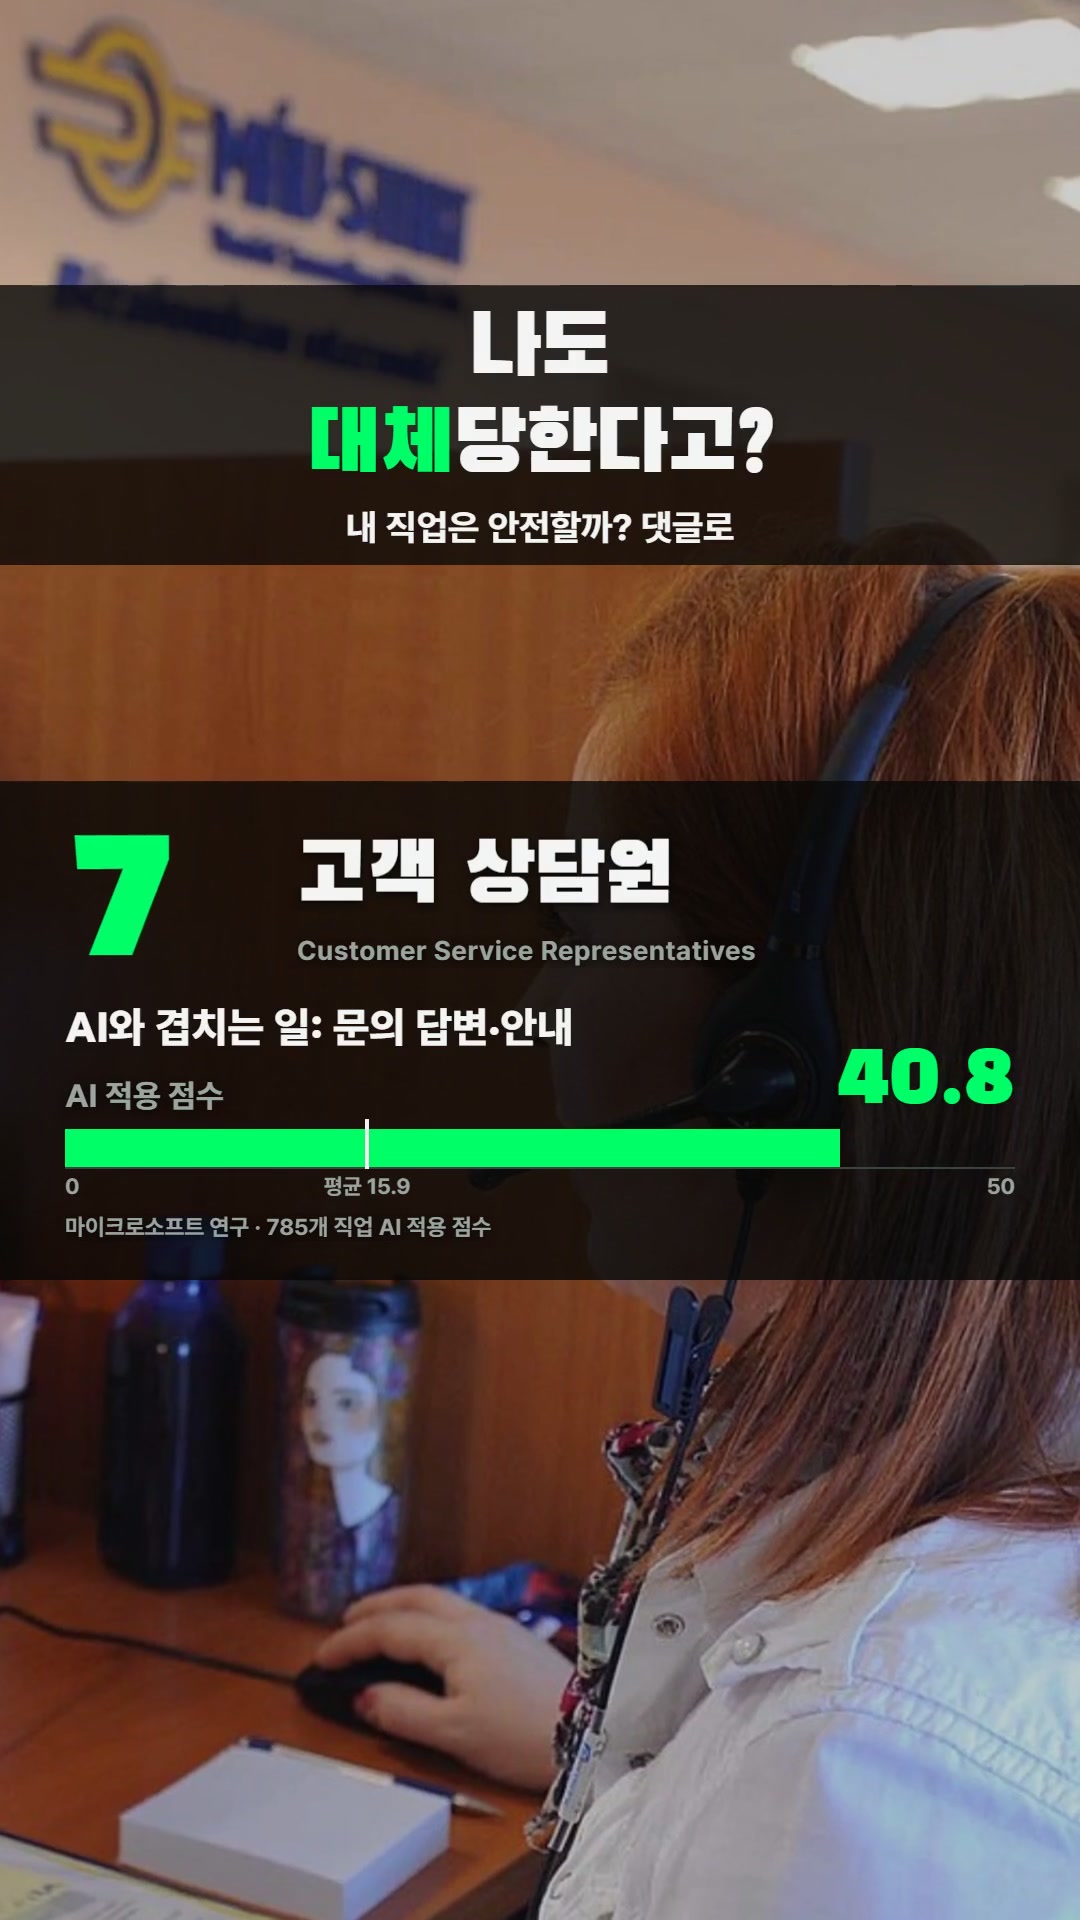 나도
대체당한다고?
내 직업은 안전할까? 댓글로
7
고객 상담원
Customer Service Representatives
AI와 겹치는 일: 문의 답변·안내
AI 적용 점수
40.8
0
평균 15.9
50
마이크로소프트 연구 · 785개 직업 AI 적용 점수